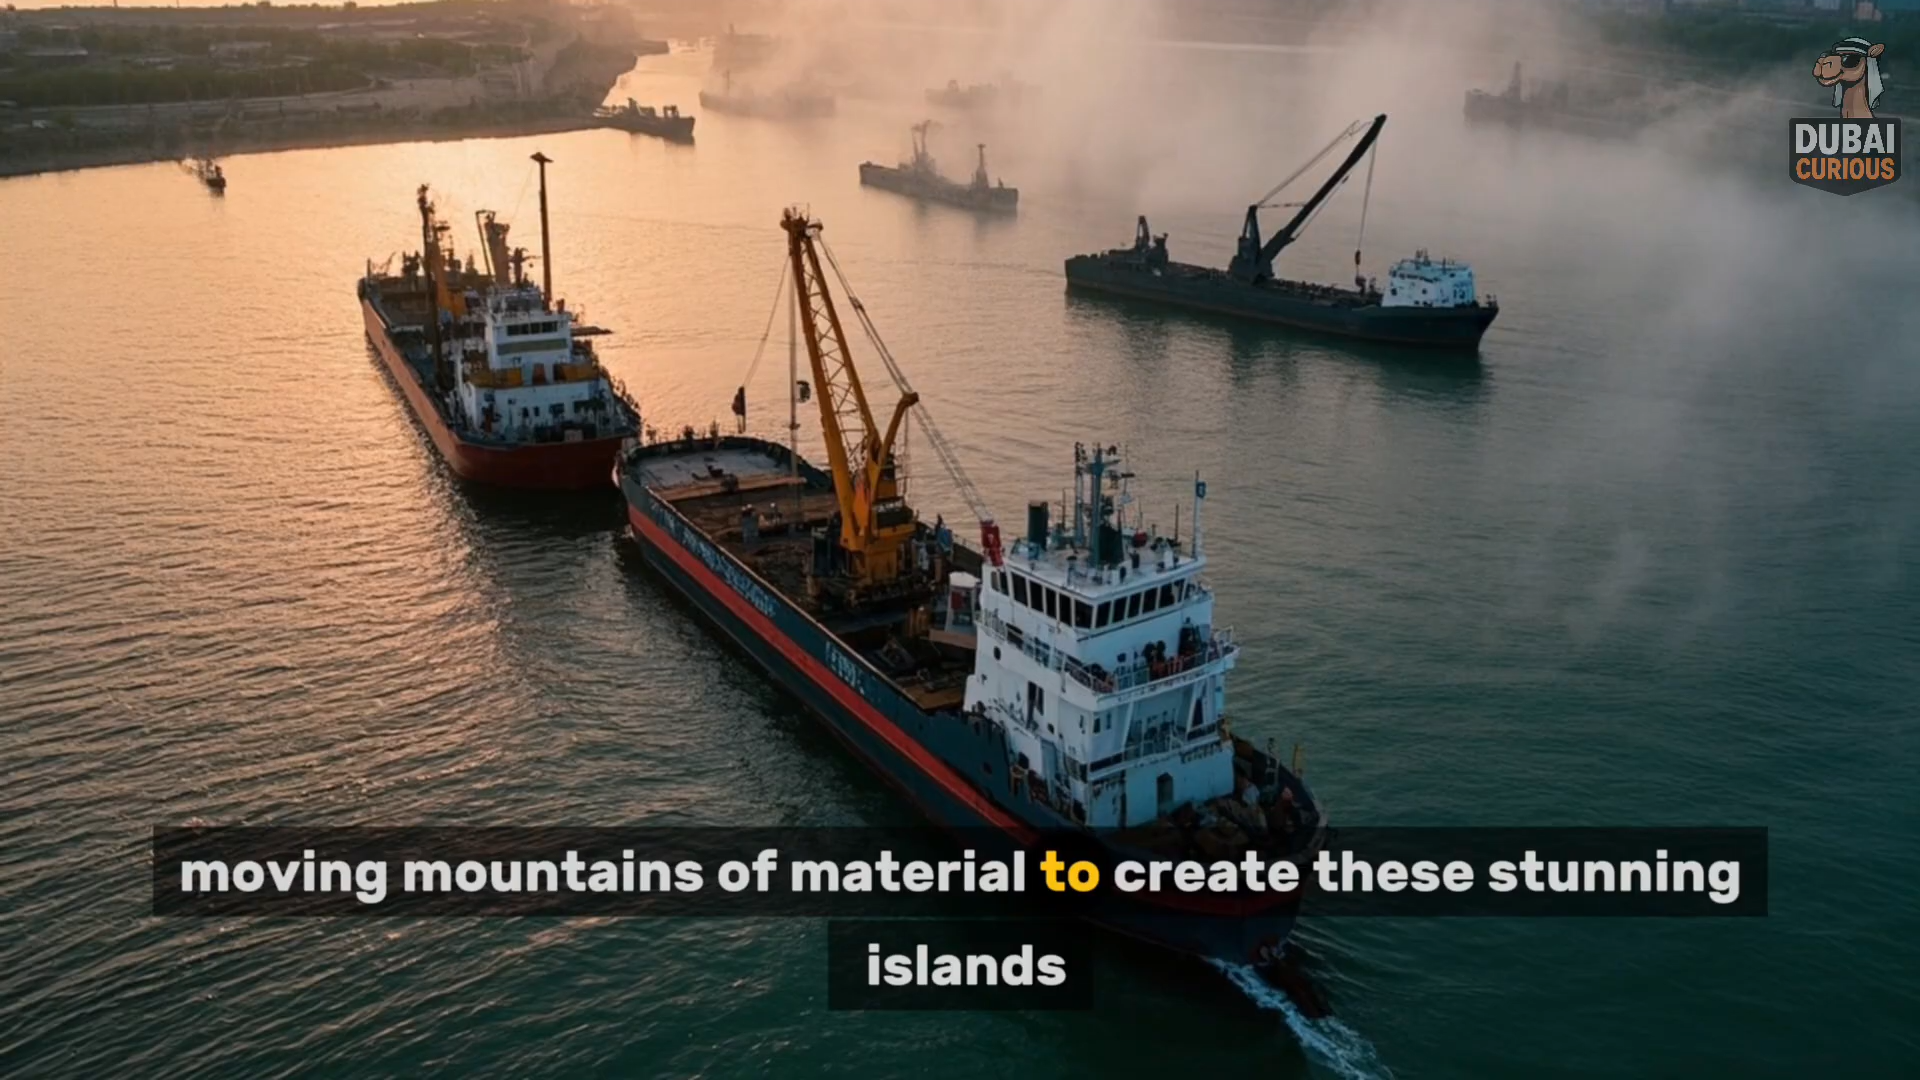 DUBAI
CURIOUS
moving mountains of material to create these stunning
islands